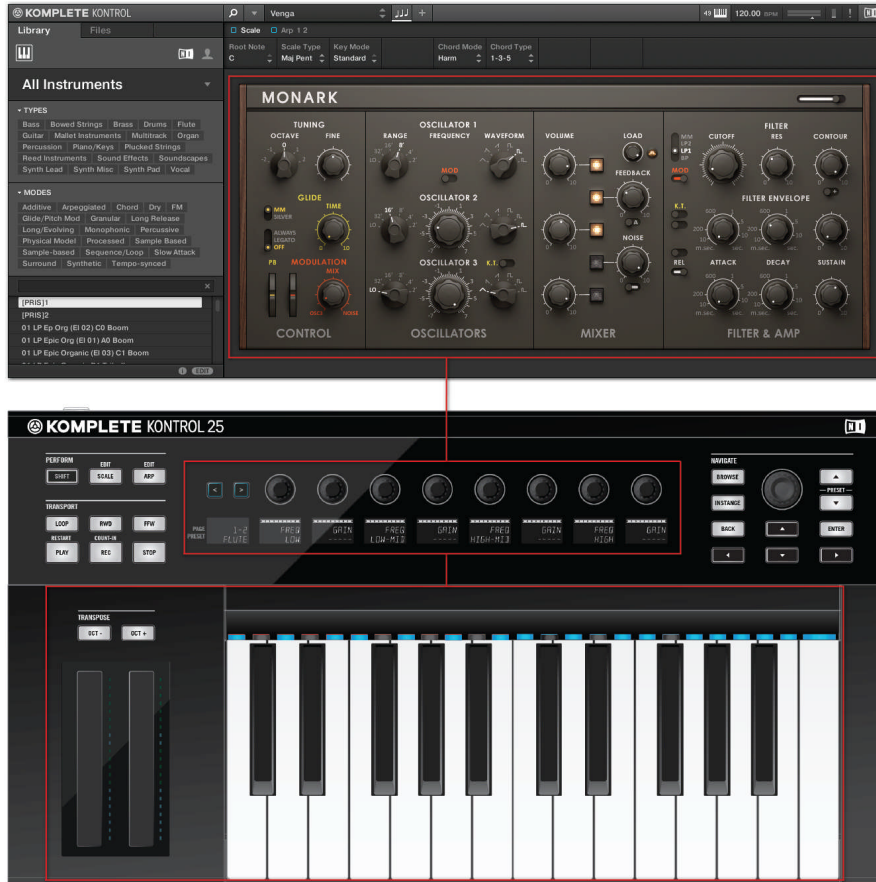 KOMPLETE KONTROL
Venga
49
120.00 BPM
Library
Files
Scale
Arp 1 2
Root Note
Scale Type
Key Mode
Chord Mode
Chord Type
C
Maj Pent
Standard
Harm
1-3-5
All Instruments
TYPES
Bass Bowed Strings Brass Drums Flute
Guitar Mallet Instruments Multitrack Organ
Percussion Piano/Keys Plucked Strings
Reed Instruments Sound Effects Soundscapes
Synth Lead Synth Misc Synth Pad Vocal
MODES
Additive Arpeggiated Chord Dry FM
Glide/Pitch Mod Granular Long Release
Long/Evolving Monophonic Percussive
Physical Model Processed Sample Based
Sample-based Sequence/Loop Slow Attack
Surround Synthetic Tempo-synced
[PRIS]1
[PRIS]2
01 LP Ep Org (El 02) C0 Boom
01 LP Epic Org (El 01) A0 Boom
01 LP Epic Organic (El 03) C1 Boom
EDIT
MONARK
TUNING
OCTAVE FINE
OSCILLATOR 1
RANGE FREQUENCY WAVEFORM
MOD
VOLUME
LOAD
FEEDBACK
NOISE
FILTER
MM
LP2
LP1
BP
MOD
CUTOFF RES CONTOUR
GLIDE
MM
SILVER
TIME
ALWAYS
LEGATO
OFF
OSCILLATOR 2
K.T.
FILTER ENVELOPE
PB
MODULATION
MIX
OSC3 NOISE
OSCILLATOR 3
K.T.
REL
ATTACK DECAY SUSTAIN
CONTROL
OSCILLATORS
MIXER
FILTER & AMP
KOMPLETE KONTROL 25
PERFORM
EDIT
EDIT
SHIFT
SCALE
ARP
TRANSPORT
LOOP
RWD
FFW
RESTART
COUNT-IN
PLAY
REC
STOP
< >
PAGE 1-2 FREQ GAIN FREQ GAIN FREQ GAIN FREQ GAIN
PRESET FLUTE LOW ----- LOW-MID ----- HIGH-MID ----- HIGH -----
NAVIGATE
BROWSE
PRESET
INSTANCE
BACK
ENTER
TRANSPOSE
OCT -
OCT +